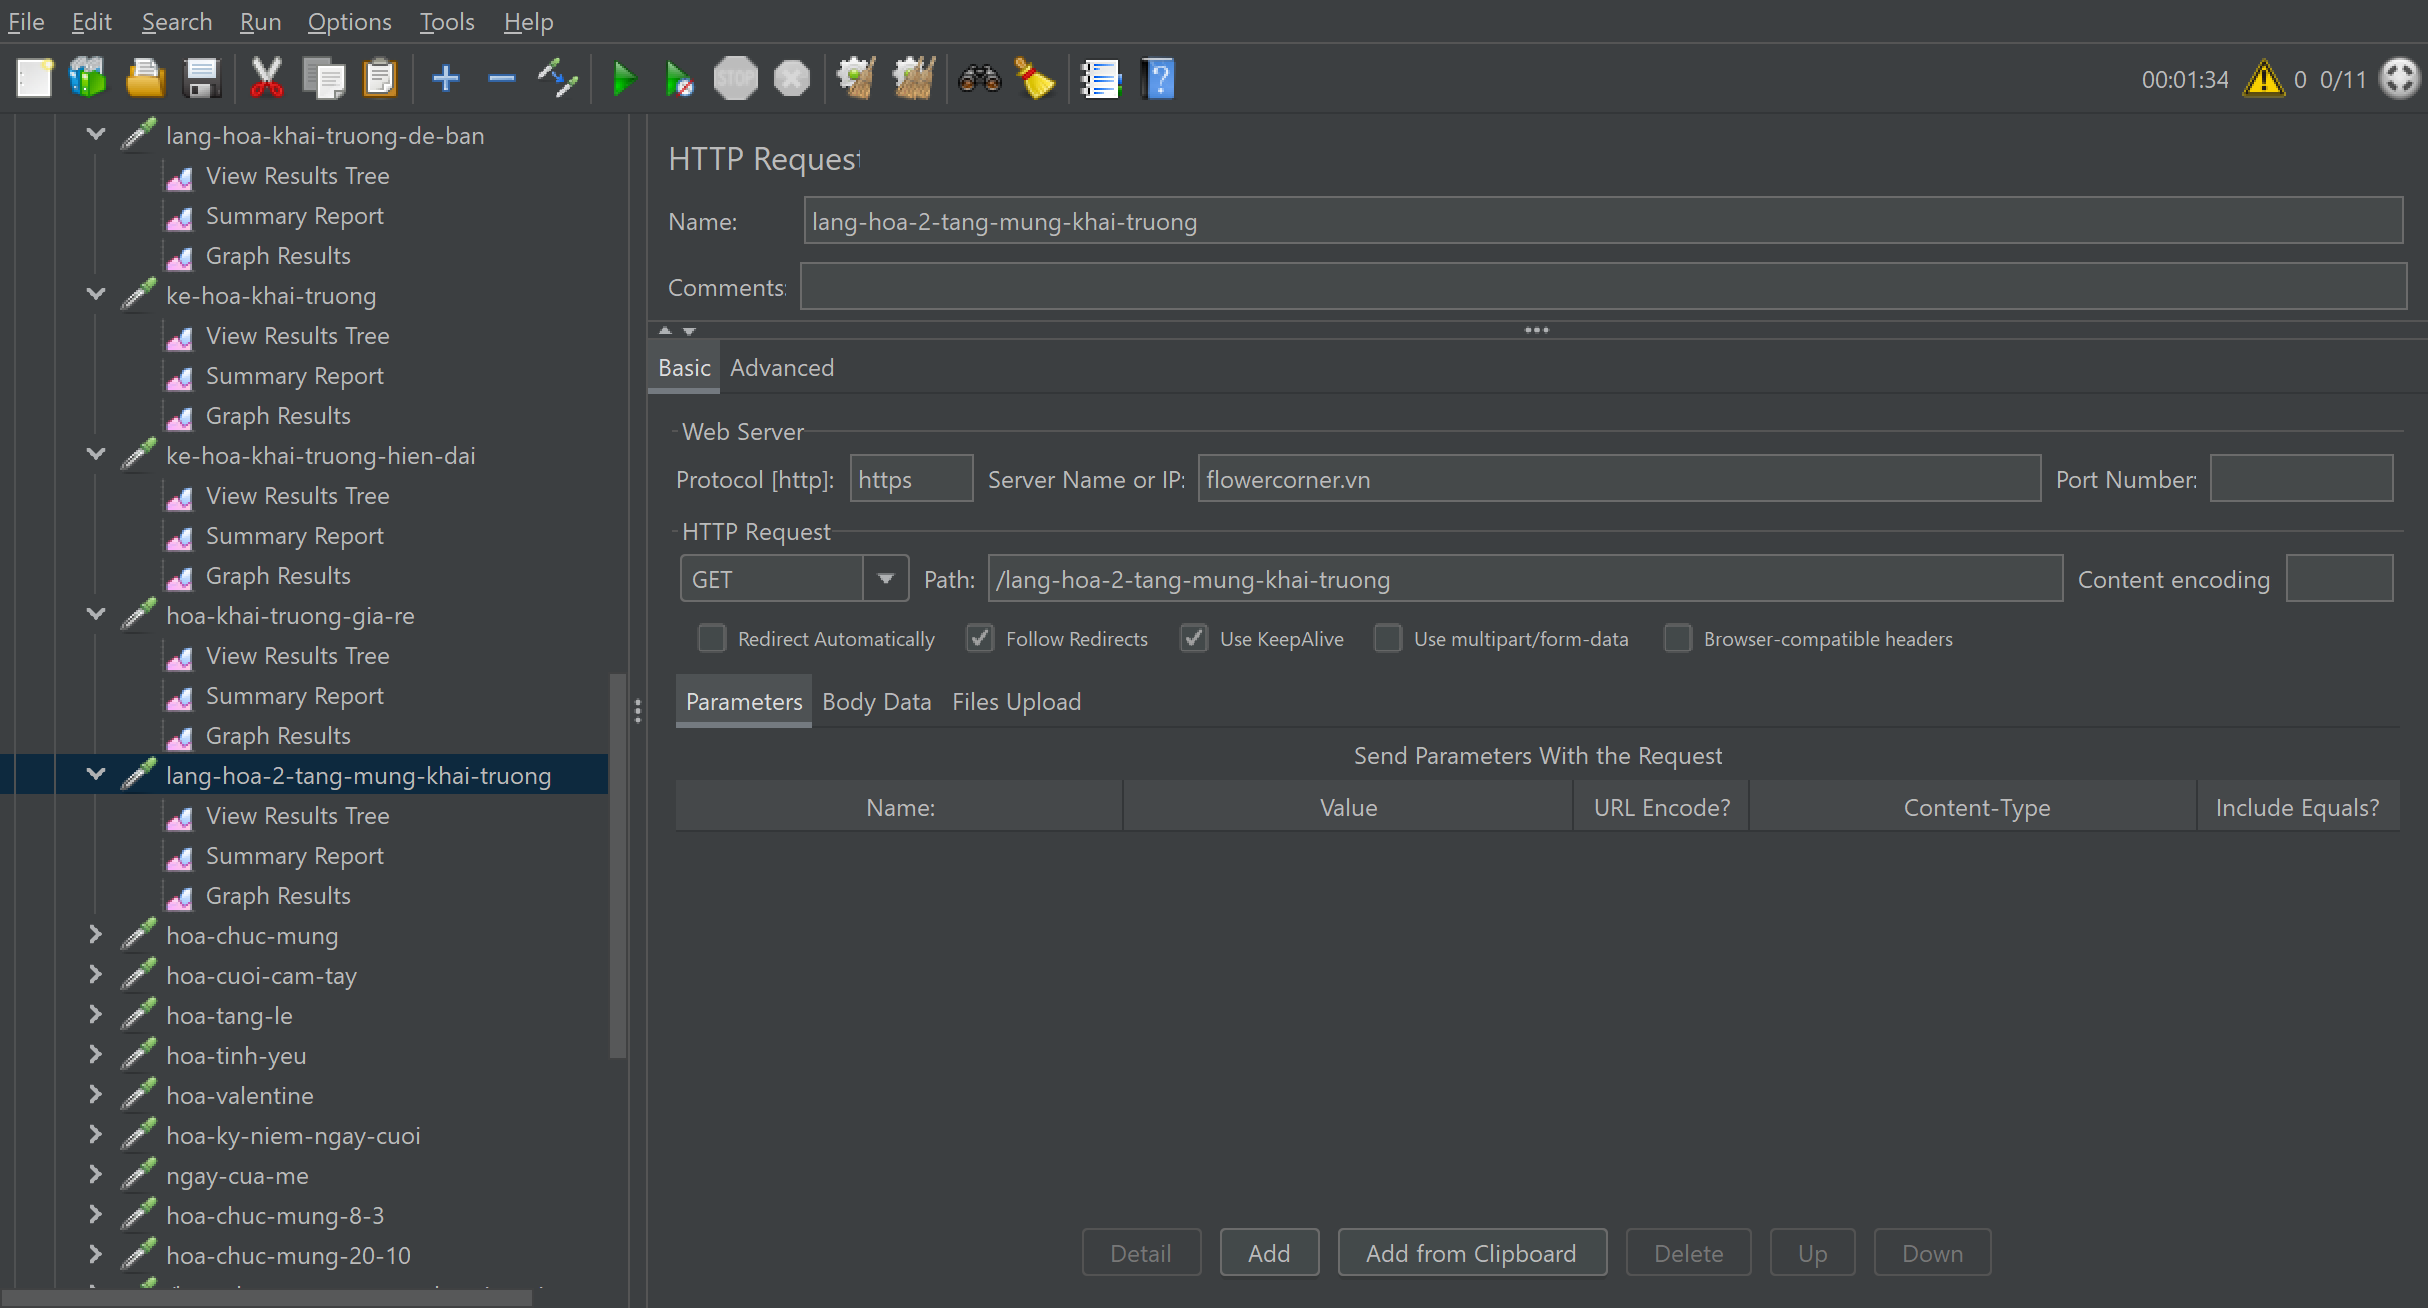 File Edit Search Run Options Tools Help
STOP
00:01:34 0 0/11
lang-hoa-khai-truong-de-ban
View Results Tree
Summary Report
Graph Results
ke-hoa-khai-truong
View Results Tree
Summary Report
Graph Results
ke-hoa-khai-truong-hien-dai
View Results Tree
Summary Report
Graph Results
hoa-khai-truong-gia-re
View Results Tree
Summary Report
Graph Results
lang-hoa-2-tang-mung-khai-truong
View Results Tree
Summary Report
Graph Results
hoa-chuc-mung
hoa-cuoi-cam-tay
hoa-tang-le
hoa-tinh-yeu
hoa-valentine
hoa-ky-niem-ngay-cuoi
ngay-cua-me
hoa-chuc-mung-8-3
hoa-chuc-mung-20-10
HTTP Request
Name: lang-hoa-2-tang-mung-khai-truong
Comments:
Basic Advanced
Web Server
Protocol [http]: https Server Name or IP: flowercorner.vn Port Number:
HTTP Request
GET Path: /lang-hoa-2-tang-mung-khai-truong Content encoding
Redirect Automatically Follow Redirects Use KeepAlive Use multipart/form-data Browser-compatible headers
Parameters Body Data Files Upload
Send Parameters With the Request
Name: Value URL Encode? Content-Type Include Equals?
Detail Add Add from Clipboard Delete Up Down